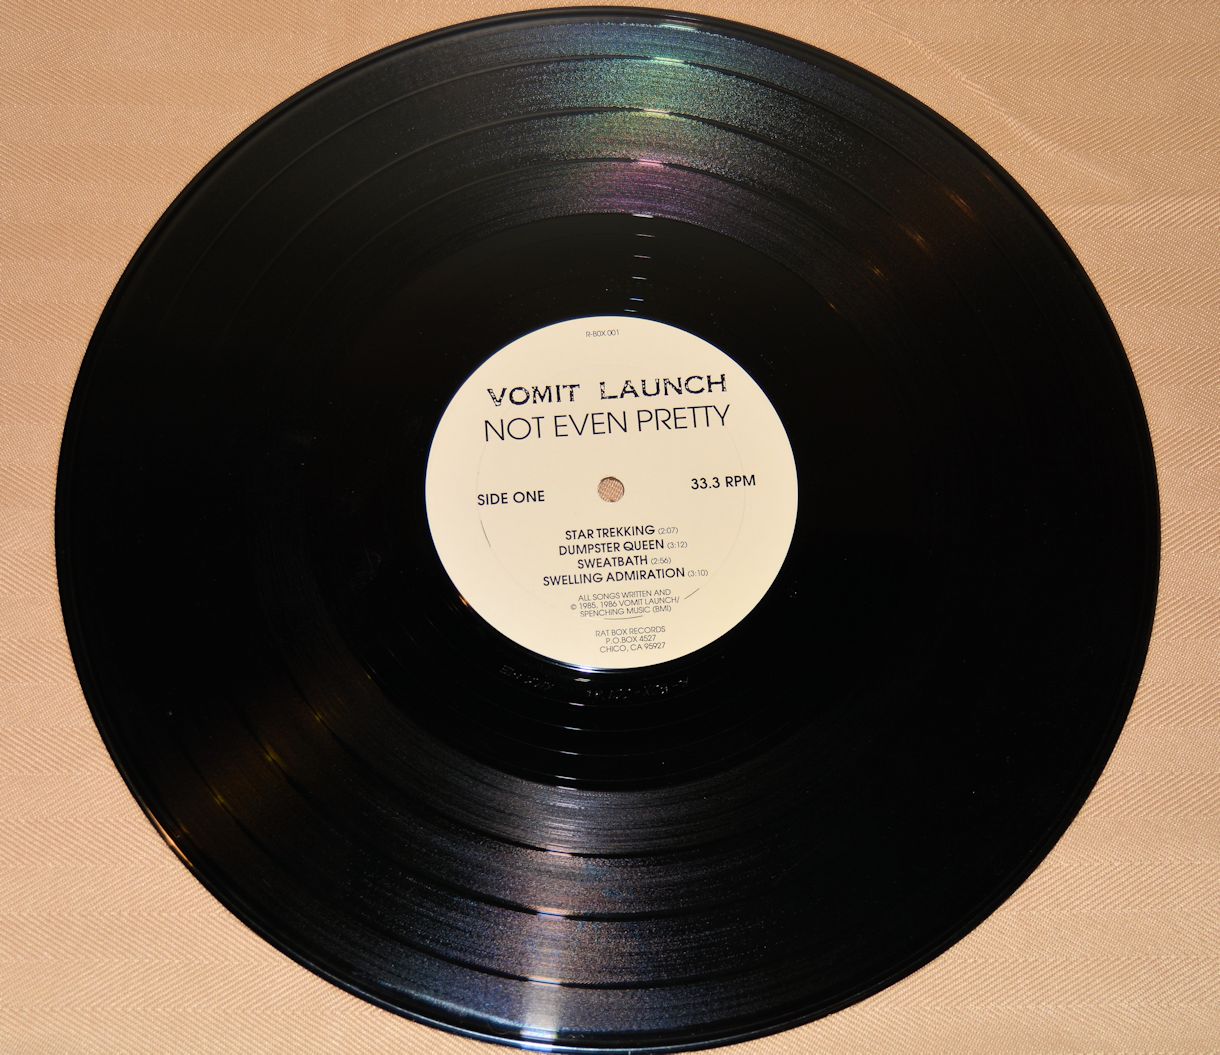 R-BOX 001
VOMIT LAUNCH
NOT EVEN PRETTY
SIDE ONE
33.3 RPM
STAR TREKKING (2:07)
DUMPSTER QUEEN (3:12)
SWEATBATH (2:56)
SWELLING ADMIRATION (3:10)
ALL SONGS WRITTEN AND
© 1985, 1986 VOMIT LAUNCH/
SPENCHING MUSIC (BMI)
RAT BOX RECORDS
P.O.BOX 4527
CHICO, CA 95927